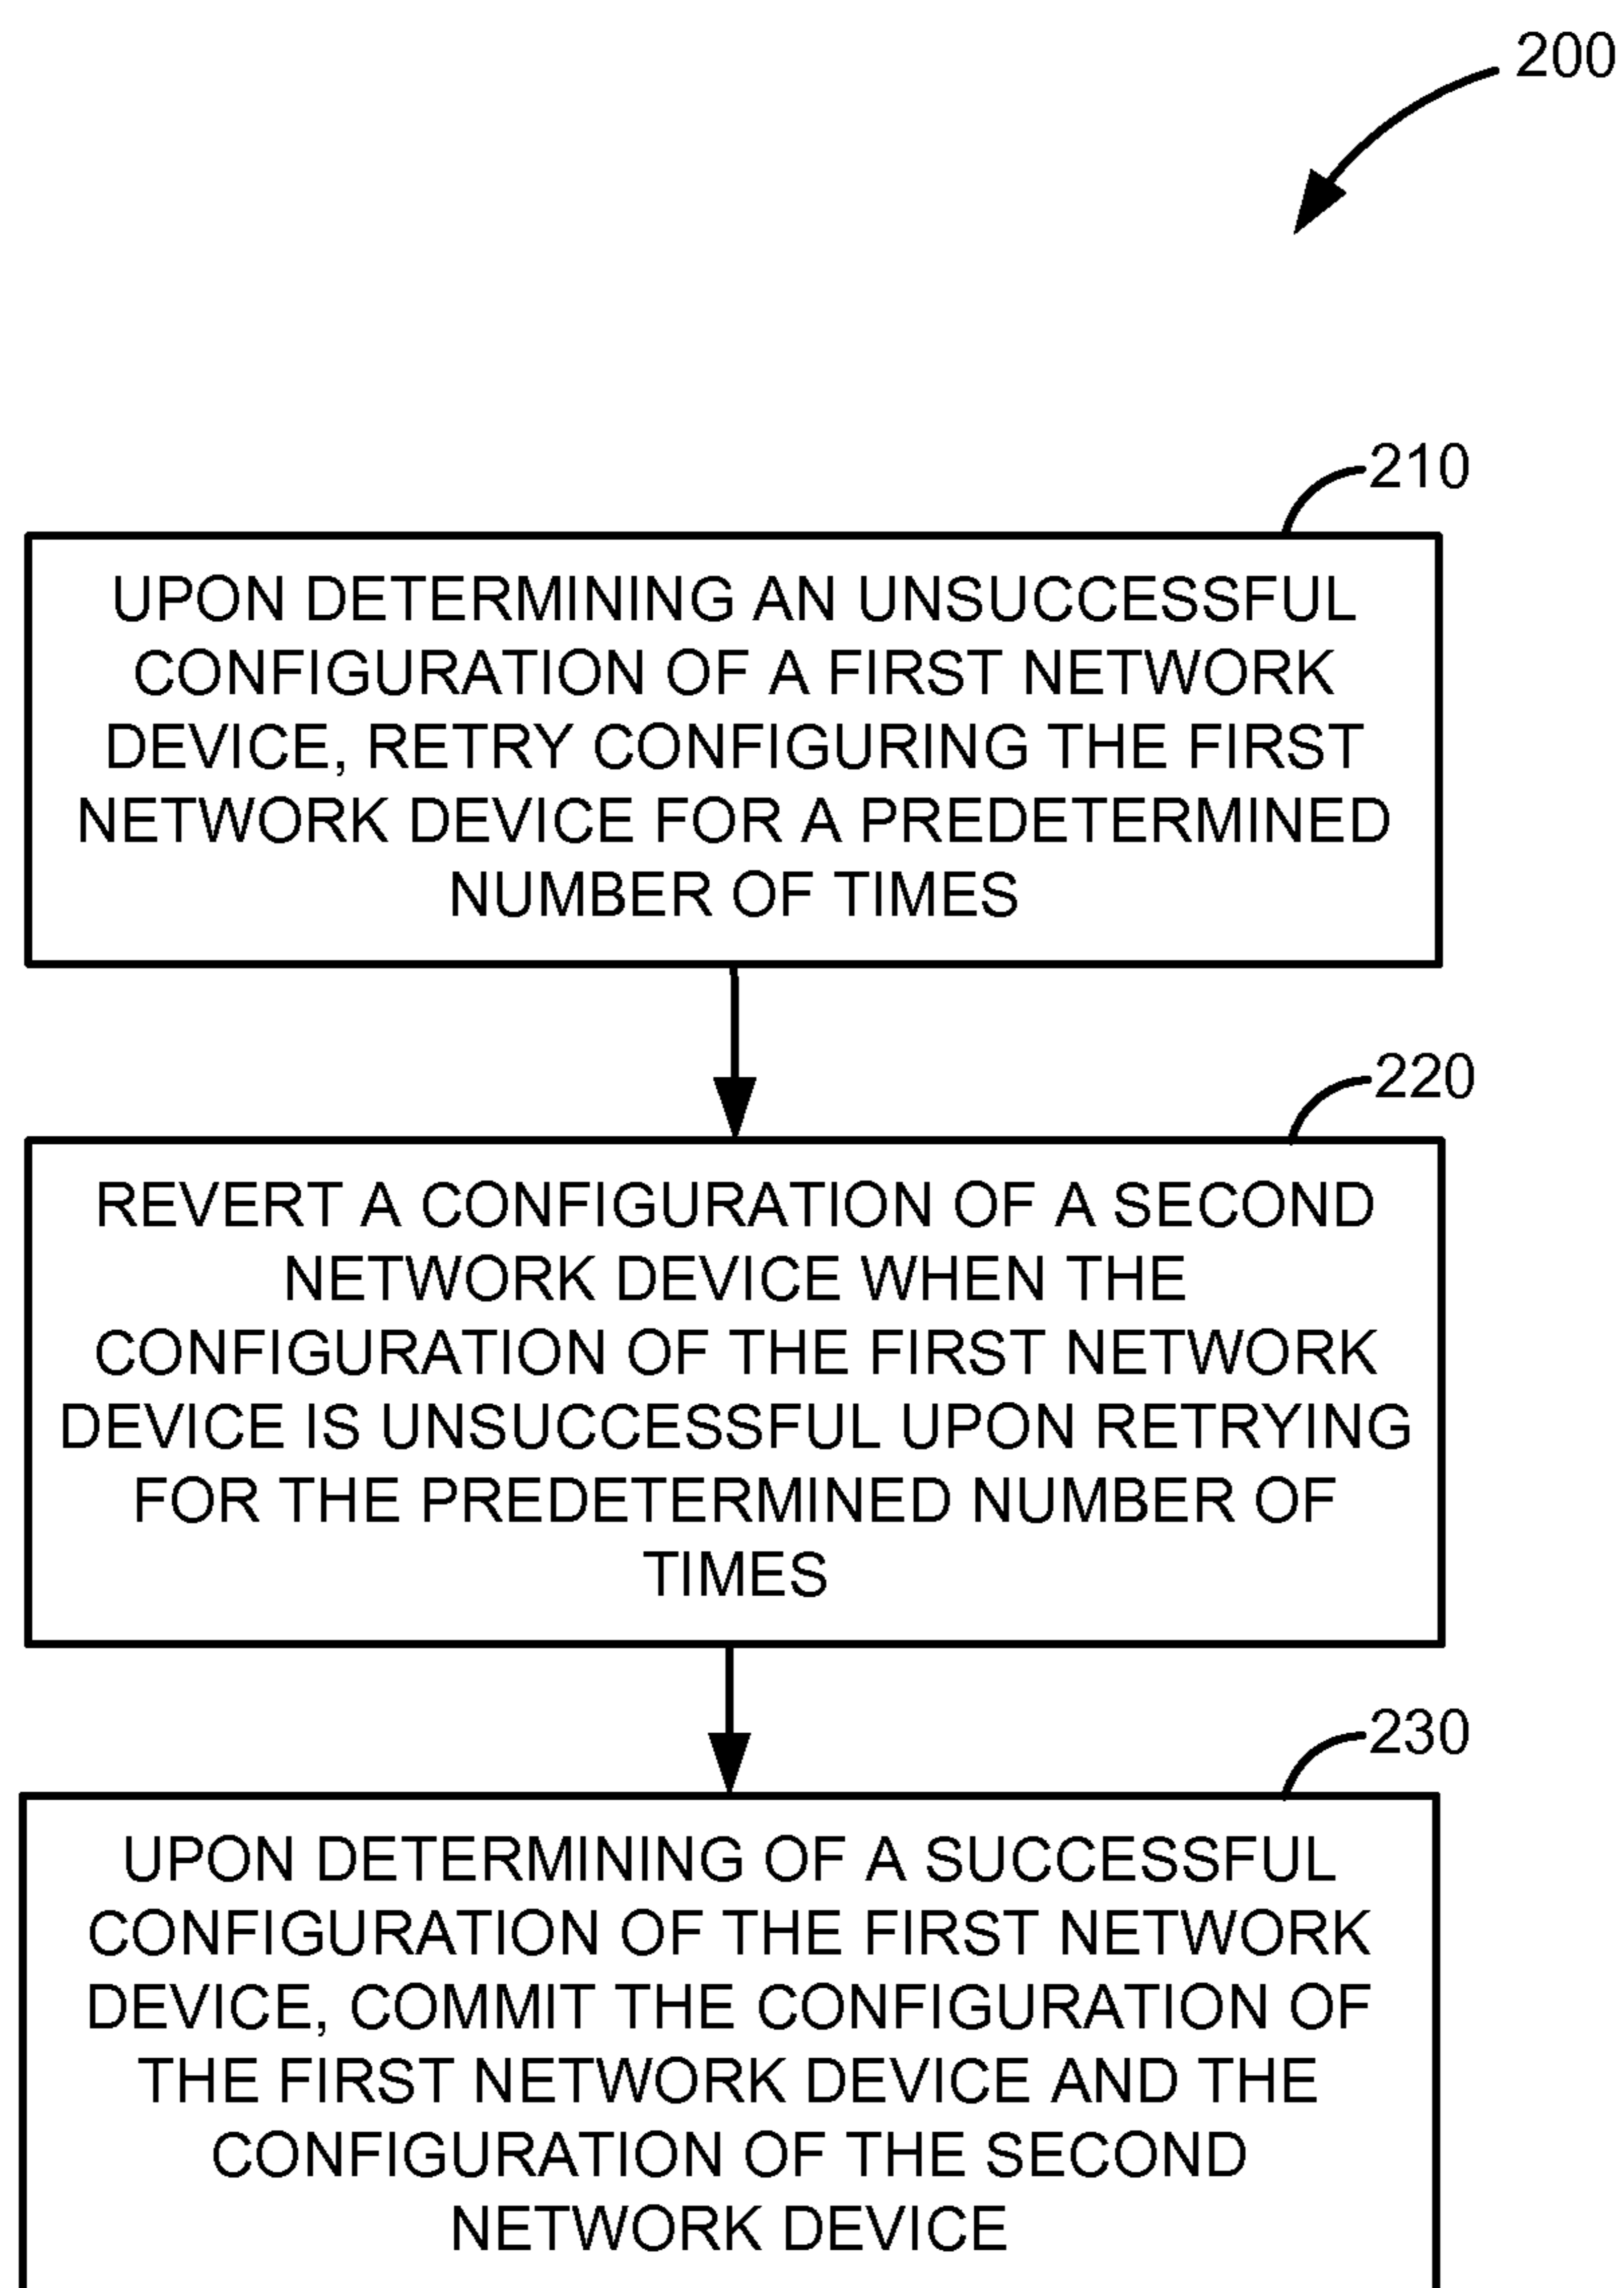 200
210
UPON DETERMINING AN UNSUCCESSFUL
CONFIGURATION OF A FIRST NETWORK
DEVICE, RETRY CONFIGURING THE FIRST
NETWORK DEVICE FOR A PREDETERMINED
NUMBER OF TIMES
220
REVERT A CONFIGURATION OF A SECOND
NETWORK DEVICE WHEN THE
CONFIGURATION OF THE FIRST NETWORK
DEVICE IS UNSUCCESSFUL UPON RETRYING
FOR THE PREDETERMINED NUMBER OF
TIMES
230
UPON DETERMINING OF A SUCCESSFUL
CONFIGURATION OF THE FIRST NETWORK
DEVICE, COMMIT THE CONFIGURATION OF
THE FIRST NETWORK DEVICE AND THE
CONFIGURATION OF THE SECOND
NETWORK DEVICE